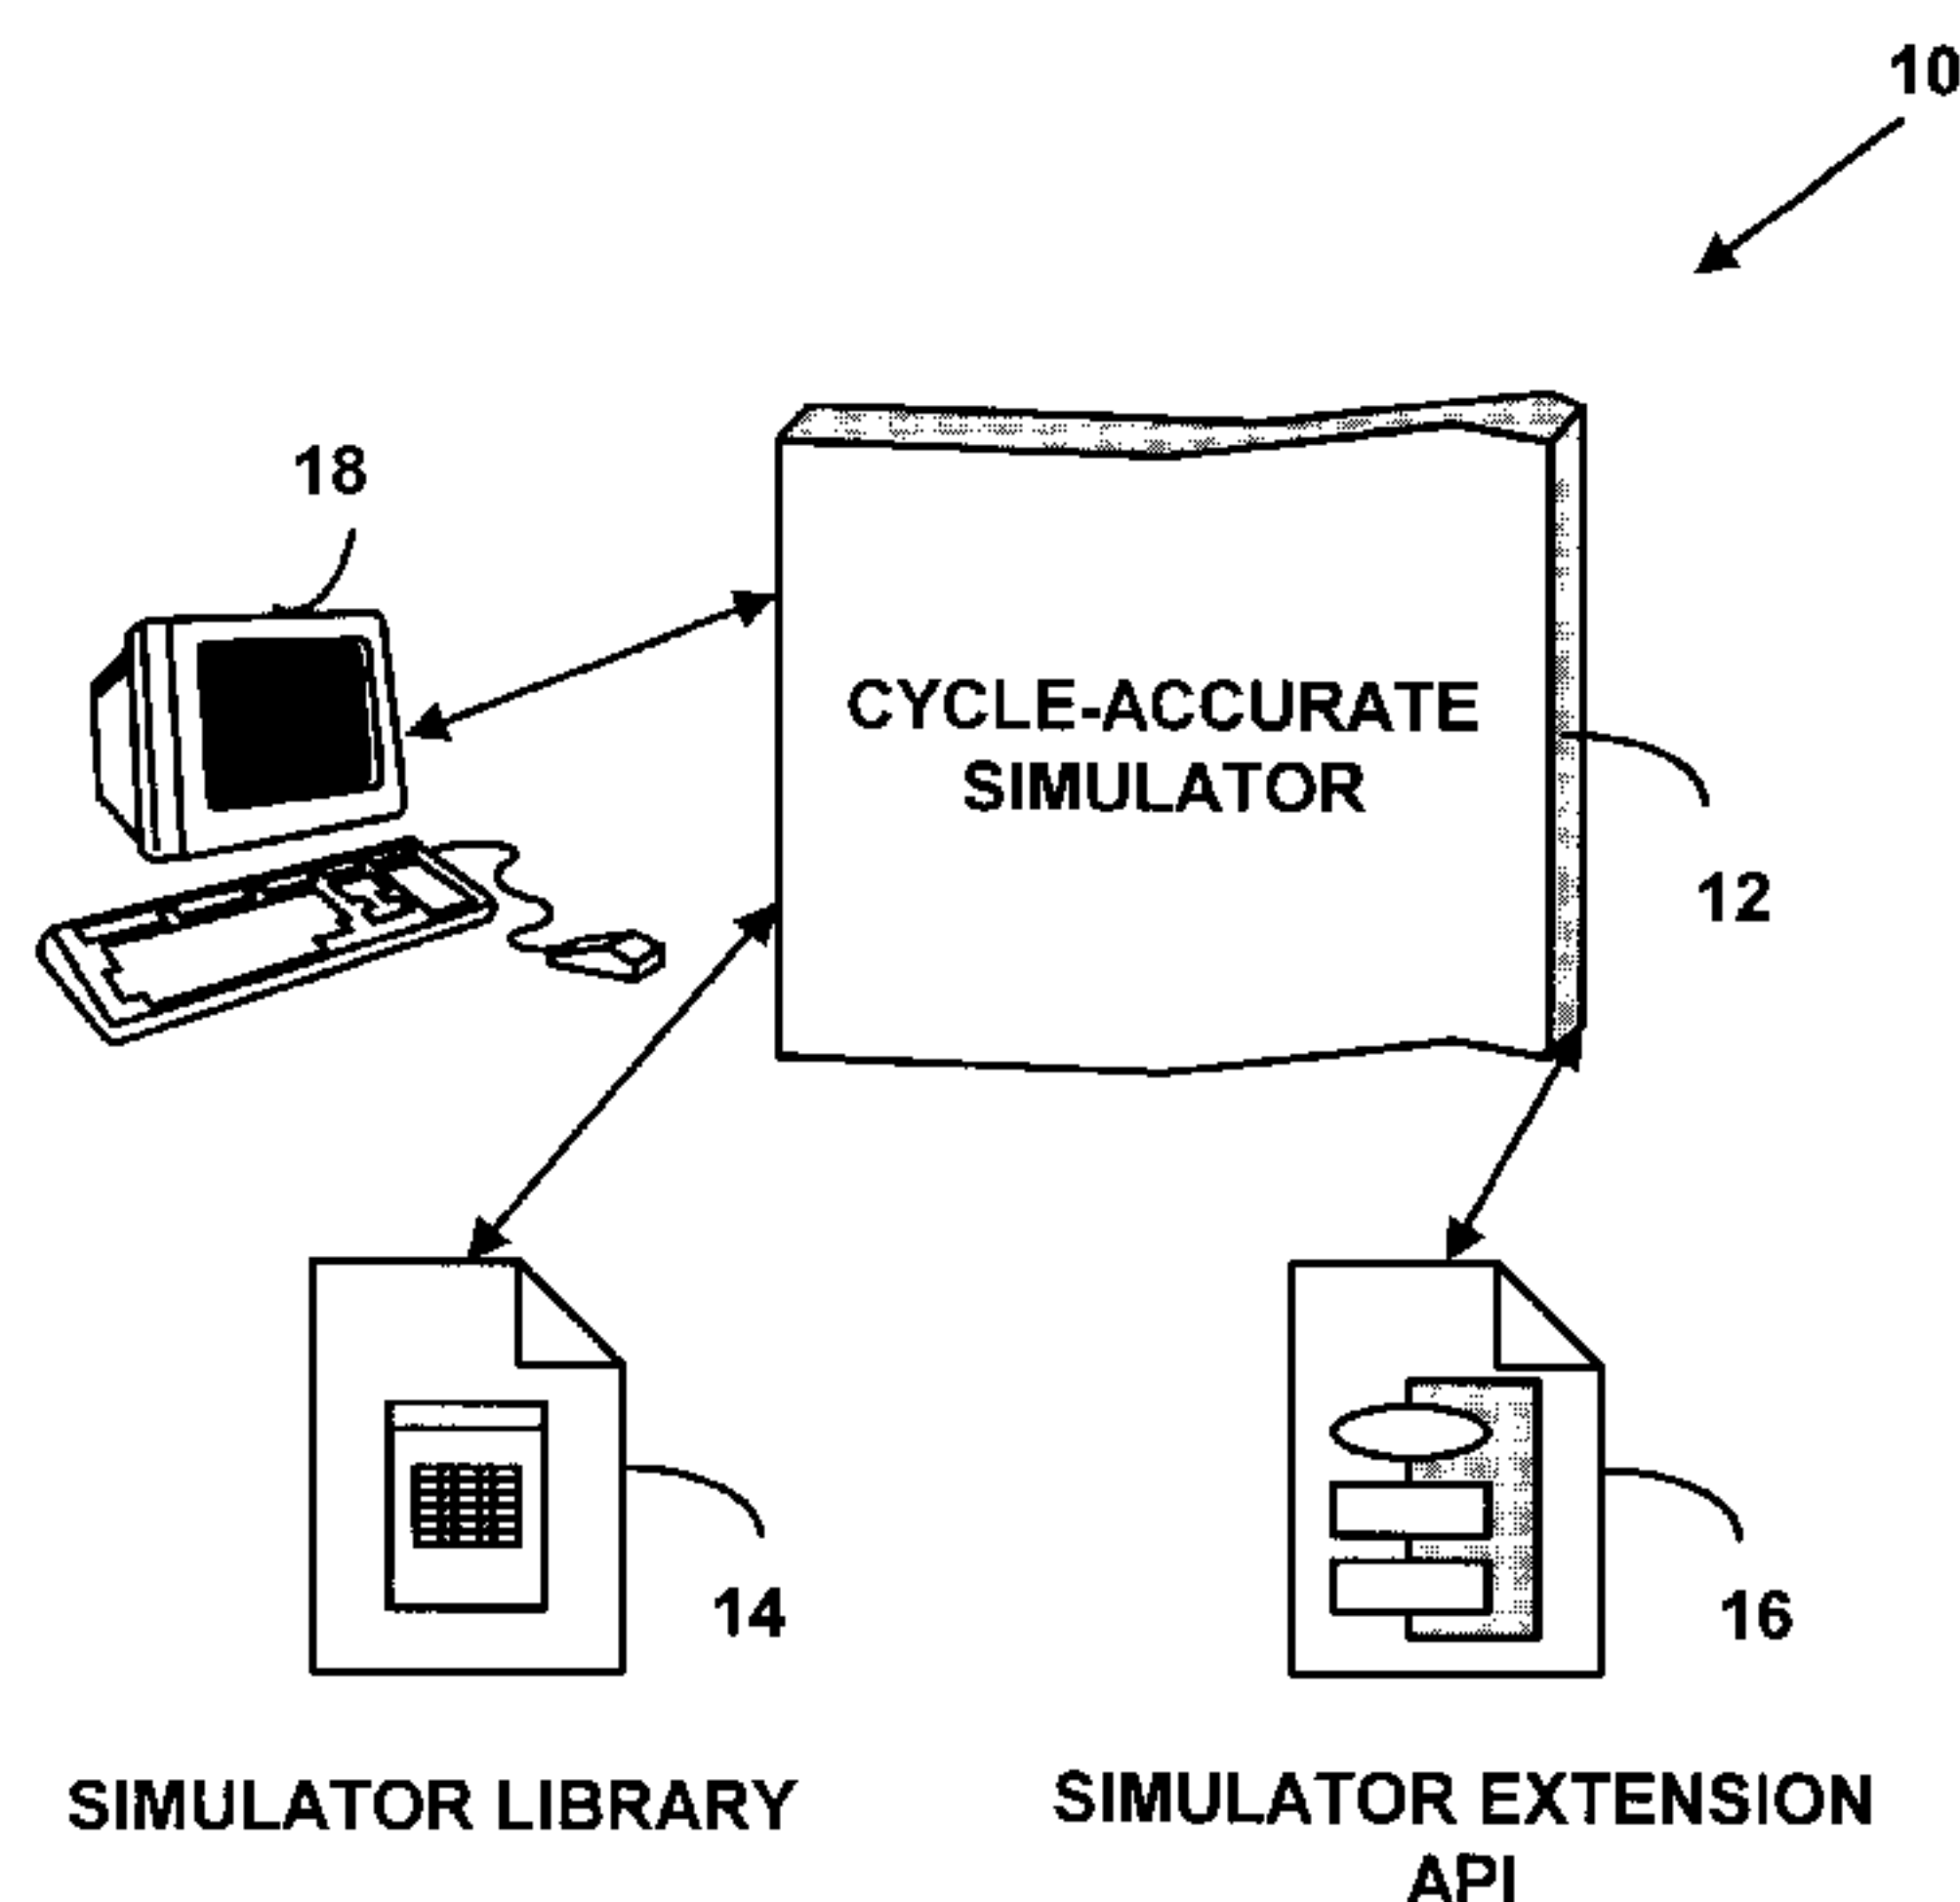 10
18
CYCLE-ACCURATE
SIMULATOR
12
14
16
SIMULATOR LIBRARY
SIMULATOR EXTENSION
API